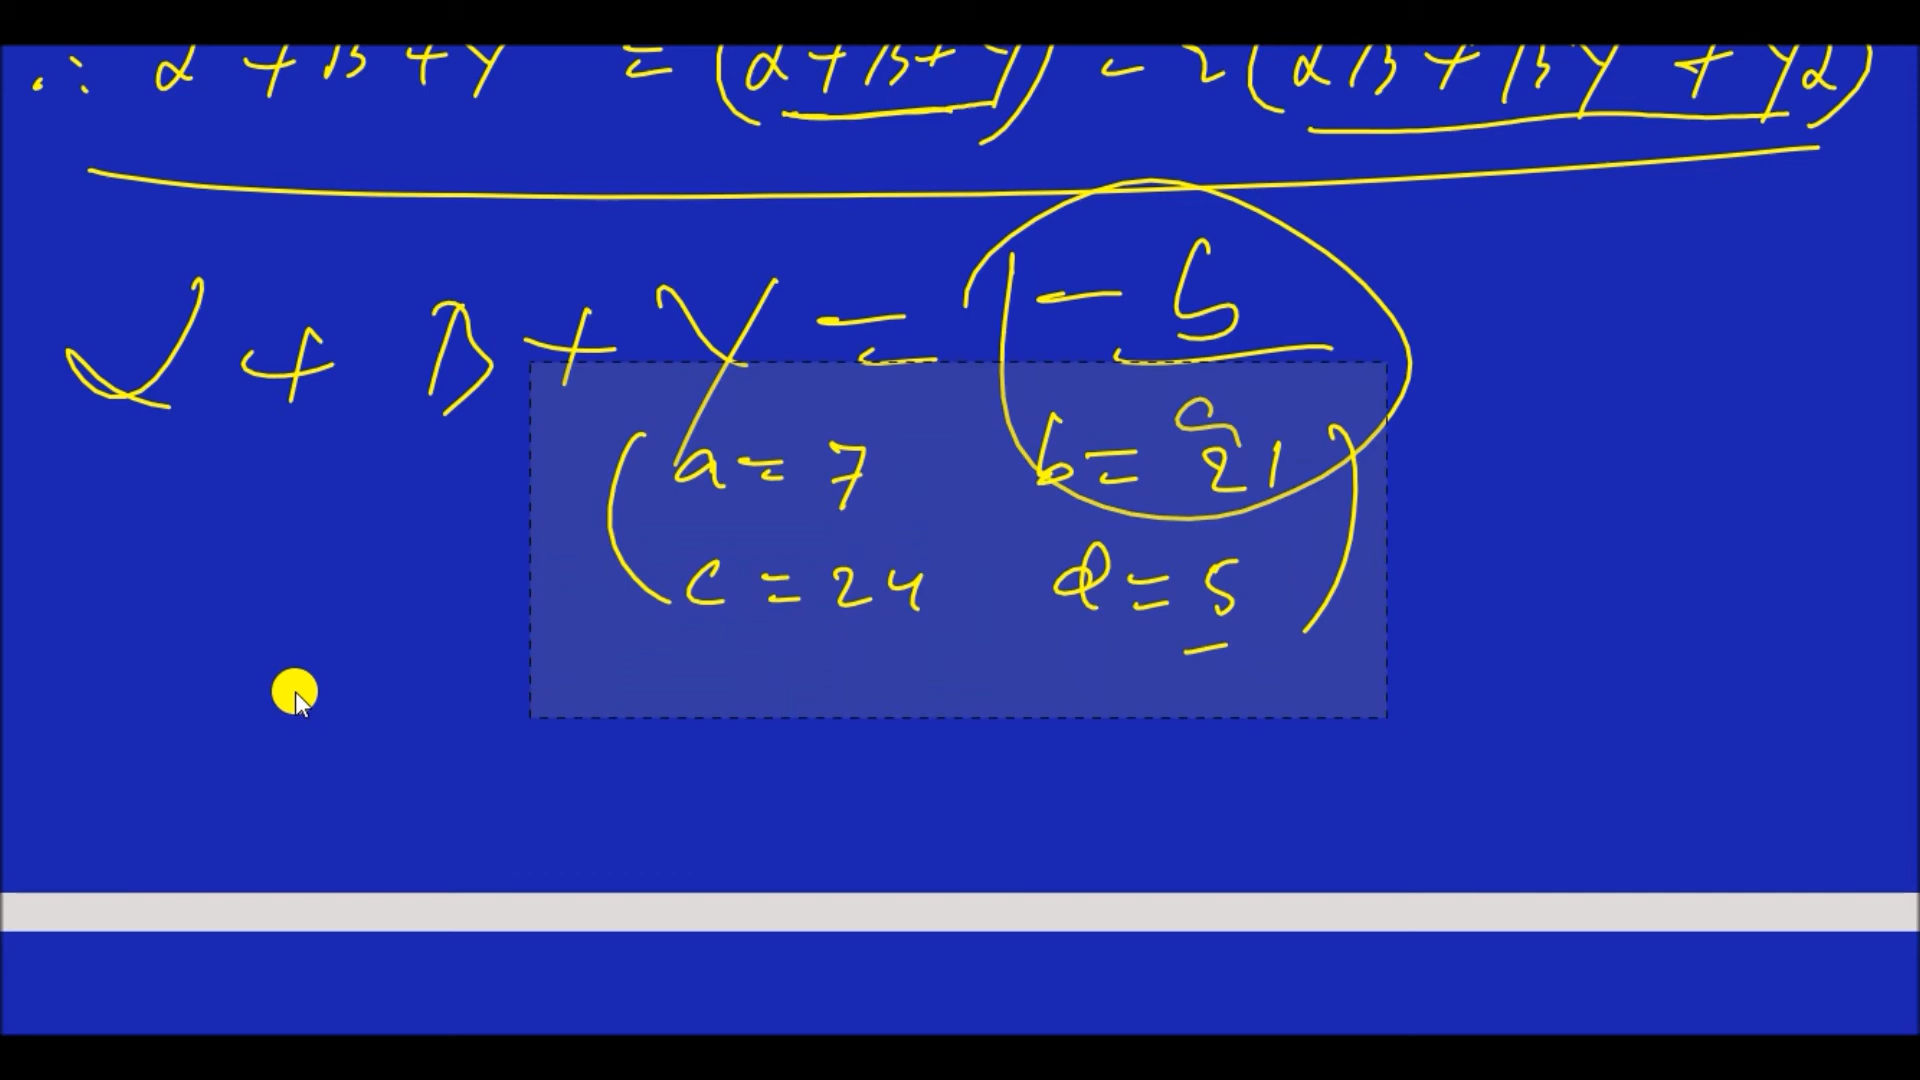 ∴ α + β + γ = (α + β + γ) - 2 (αβ + βγ + γα)
α + β + γ = - b / a
(a = 7 b = 21
c = 24 d = 5)